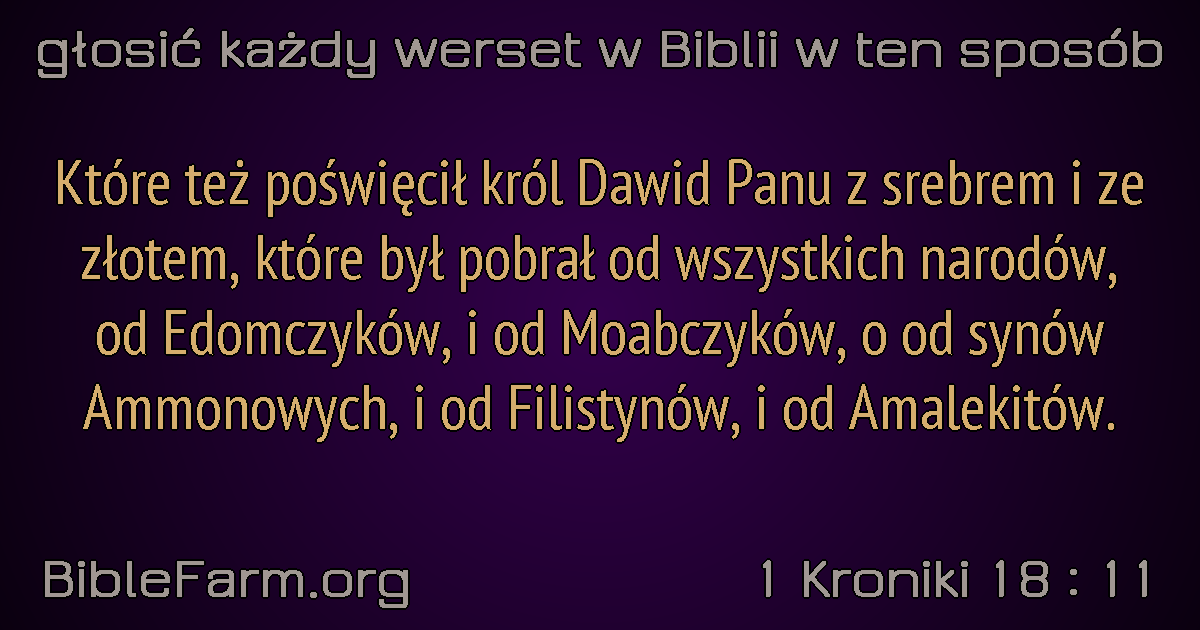 głosić każdy werset w Biblii w ten sposób
Które też poświęcił król Dawid Panu z srebrem i ze
złotem, które był pobrał od wszystkich narodów,
od Edomczyków, i od Moabczyków, o od synów
Ammonowych, i od Filistynów, i od Amalekitów.
BibleFarm.org
1 Kroniki 18 : 11